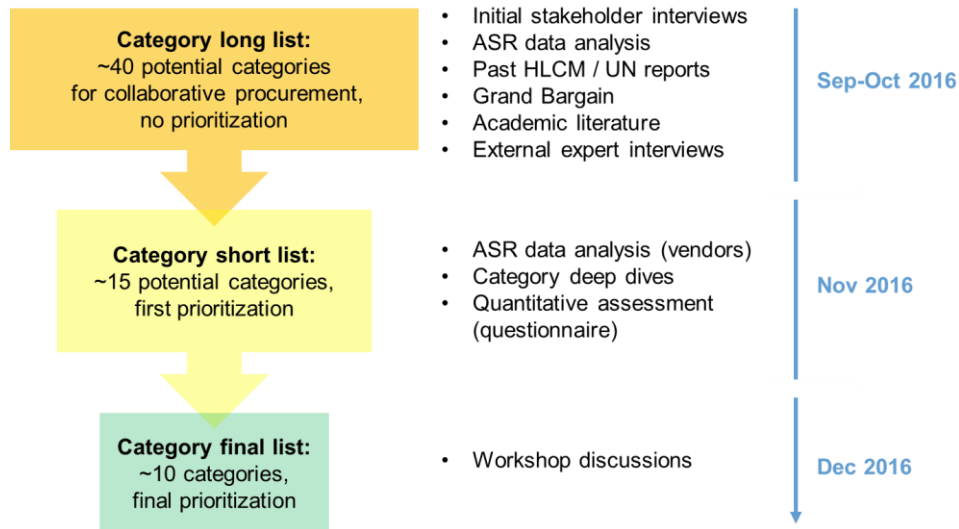 Category long list:
~40 potential categories
for collaborative procurement,
no prioritization
• Initial stakeholder interviews
• ASR data analysis
• Past HLCM / UN reports
• Grand Bargain
• Academic literature
• External expert interviews
Sep-Oct 2016
Category short list:
~15 potential categories,
first prioritization
• ASR data analysis (vendors)
• Category deep dives
• Quantitative assessment
(questionnaire)
Nov 2016
Category final list:
~10 categories,
final prioritization
• Workshop discussions
Dec 2016